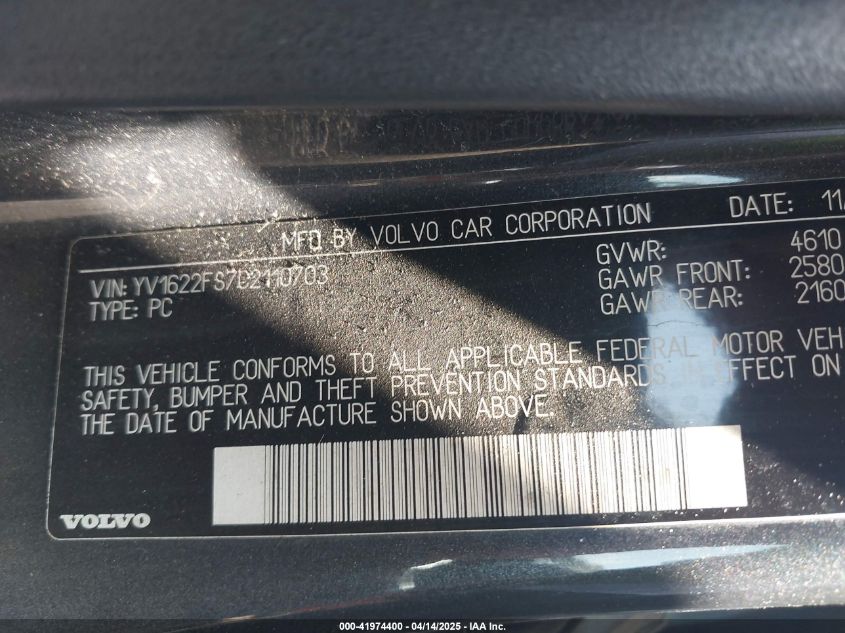 MFD BY VOLVO CAR CORPORATION DATE: 11/
VIN: YV1622FS7C2110703
TYPE: PC
GVWR: 4610
GAWR FRONT: 2580
GAWR REAR: 2160
THIS VEHICLE CONFORMS TO ALL APPLICABLE FEDERAL MOTOR VEH
SAFETY, BUMPER AND THEFT PREVENTION STANDARDS IN EFFECT ON
THE DATE OF MANUFACTURE SHOWN ABOVE.
VOLVO
000-41974400 - 04/14/2025 - IAA Inc.